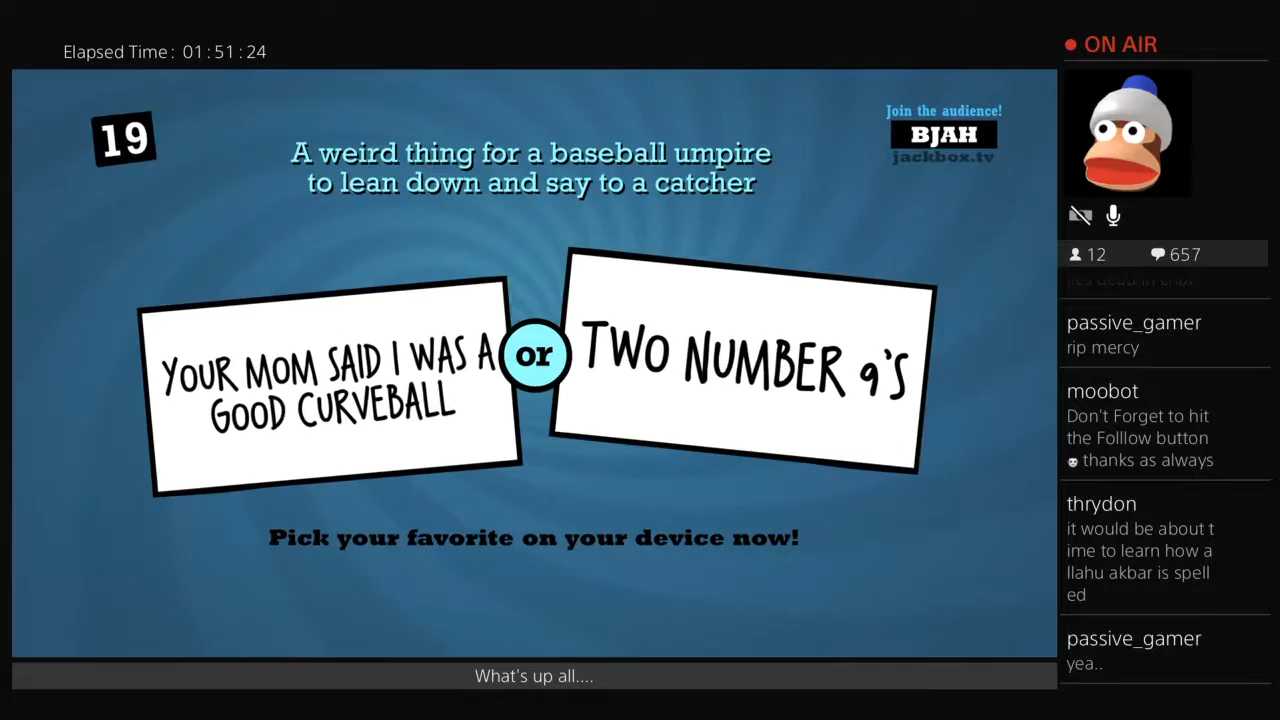 Elapsed Time: 01:51:24
ON AIR
19
Join the audience!
BJAH
jackbox.tv
A weird thing for a baseball umpire
to lean down and say to a catcher
YOUR MOM SAID I WAS A
GOOD CURVEBALL
or
TWO NUMBER 9'S
Pick your favorite on your device now!
What's up all....
12
657
passive_gamer
rip mercy
moobot
Don't Forget to hit
the Folllow button
thanks as always
thrydon
it would be about t
ime to learn how a
llahu akbar is spell
ed
passive_gamer
yea..